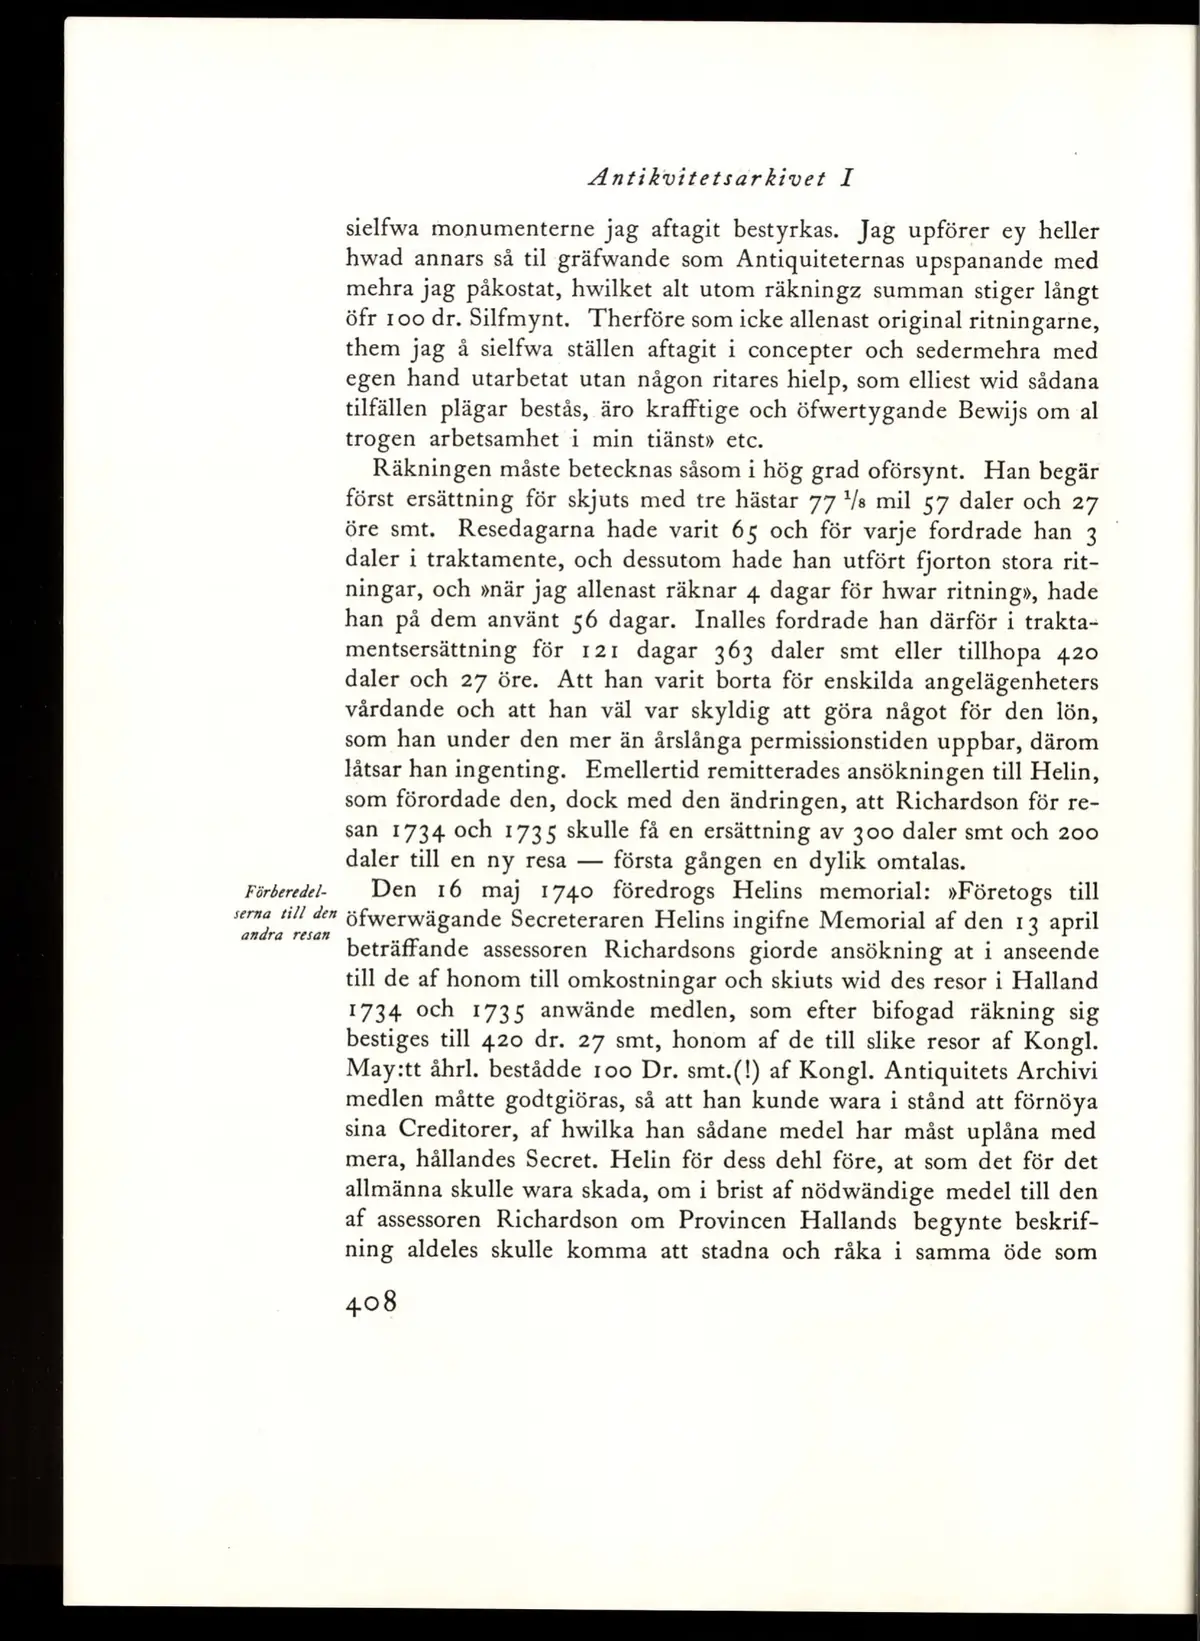 Antikvitetsarkivet I
sielfwa monumenterne jag aftagit bestyrkas. Jag upförer ey heller
hwad annars så til gräfwande som Antiquiteternas upspanande med
mehra jag påkostat, hwilket alt utom räkningz summan stiger långt
öfr 100 dr. Silfmynt. Therföre som icke allenast original ritningarne,
them jag å sielfwa ställen aftagit i concepter och sedermehra med
egen hand utarbetat utan någon ritares hielp, som elliest wid sådana
tilfällen plägar bestås, äro krafftige och öfwertygande Bewijs om al
trogen arbetsamhet i min tiänst» etc.
Räkningen måste betecknas såsom i hög grad oförsynt. Han begär
först ersättning för skjuts med tre hästar 77 1/8 mil 57 daler och 27
öre smt. Resedagarna hade varit 65 och för varje fordrade han 3
daler i traktamente, och dessutom hade han utfört fjorton stora rit-
ningar, och »när jag allenast räknar 4 dagar för hwar ritning», hade
han på dem använt 56 dagar. Inalles fordrade han därför i trakta-
mentsersättning för 121 dagar 363 daler smt eller tillhopa 420
daler och 27 öre. Att han varit borta för enskilda angelägenheters
vårdande och att han väl var skyldig att göra något för den lön,
som han under den mer än årslånga permissionstiden uppbar, därom
låtsar han ingenting. Emellertid remitterades ansökningen till Helin,
som förordade den, dock med den ändringen, att Richardson för re-
san 1734 och 1735 skulle få en ersättning av 300 daler smt och 200
daler till en ny resa — första gången en dylik omtalas.
Förberedel-
serna till den
andra resan
Den 16 maj 1740 föredrogs Helins memorial: »Företogs till
öfwerwägande Secreteraren Helins ingifne Memorial af den 13 april
beträffande assessoren Richardsons giorde ansökning at i anseende
till de af honom till omkostningar och skiuts wid des resor i Halland
1734 och 1735 anwände medlen, som efter bifogad räkning sig
bestiges till 420 dr. 27 smt, honom af de till slike resor af Kongl.
May:tt åhrl. bestådde 100 Dr. smt.(!) af Kongl. Antiquitets Archivi
medlen måtte godtgiöras, så att han kunde wara i stånd att förnöya
sina Creditorer, af hwilka han sådane medel har måst uplåna med
mera, hållandes Secret. Helin för dess dehl före, at som det för det
allmänna skulle wara skada, om i brist af nödwändige medel till den
af assessoren Richardson om Provincen Hallands begynte beskrif-
ning aldeles skulle komma att stadna och råka i samma öde som
408